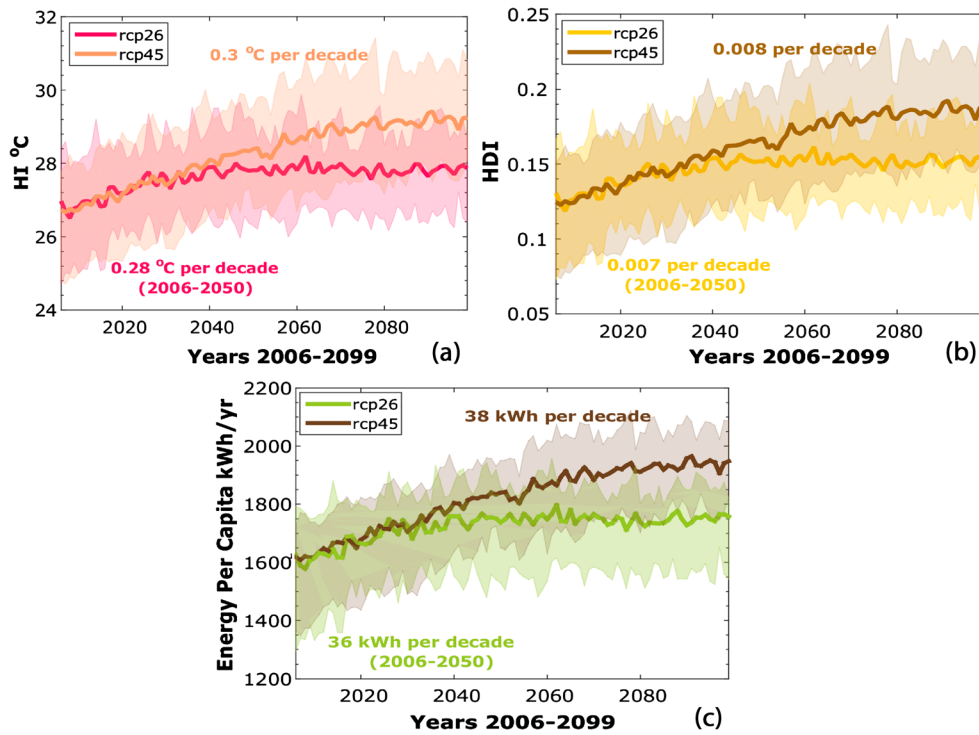 32
30
28
26
24
HI °C
rcp26
rcp45
0.3 °C per decade
0.28 °C per decade
(2006-2050)
2020
2040
2060
2080
Years 2006-2099
(a)
0.25
0.2
0.15
0.1
0.05
HDI
rcp26
rcp45
0.008 per decade
0.007 per decade
(2006-2050)
2020
2040
2060
2080
Years 2006-2099
(b)
2200
2000
1800
1600
1400
1200
Energy Per Capita kWh/yr
rcp26
rcp45
38 kWh per decade
36 kWh per decade
(2006-2050)
2020
2040
2060
2080
Years 2006-2099
(c)